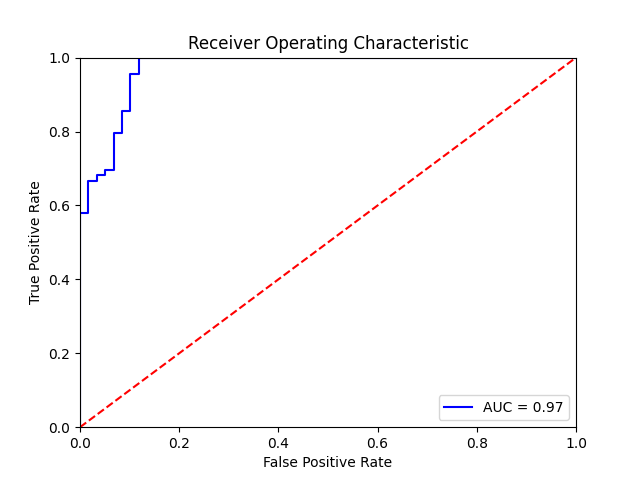 Receiver Operating Characteristic
1.0
0.8
0.6
0.4
0.2
0.0
True Positive Rate
AUC = 0.97
0.0 0.2 0.4 0.6 0.8 1.0
False Positive Rate